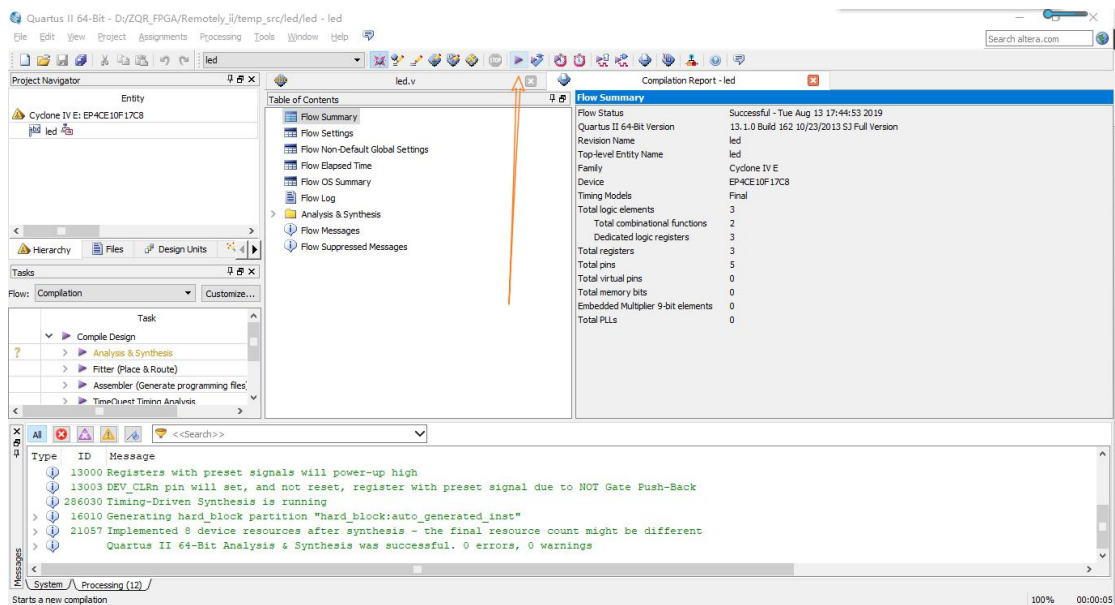 Quartus II 64-Bit - D:/ZQR_FPGA/Remotely_ii/temp_src/led/led - led
File Edit View Project Assignments Processing Tools Window Help
Search altera.com
led
Project Navigator
Entity
Cyclone IV E: EP4CE10F17C8
led
Hierarchy Files Design Units
Tasks
Flow: Compilation Customize...
Task
Compile Design
Analysis & Synthesis
Fitter (Place & Route)
Assembler (Generate programming files)
TimeQuest Timing Analysis
led.v
Compilation Report - led
Table of Contents
Flow Summary
Flow Settings
Flow Non-Default Global Settings
Flow Elapsed Time
Flow OS Summary
Flow Log
Analysis & Synthesis
Flow Messages
Flow Suppressed Messages
Flow Summary
Flow Status Successful - Tue Aug 13 17:44:53 2019
Quartus II 64-Bit Version 13.1.0 Build 162 10/23/2013 SJ Full Version
Revision Name led
Top-level Entity Name led
Family Cyclone IV E
Device EP4CE10F17C8
Timing Models Final
Total logic elements 3
Total combinational functions 2
Dedicated logic registers 3
Total registers 3
Total pins 5
Total virtual pins 0
Total memory bits 0
Embedded Multiplier 9-bit elements 0
Total PLLs 0
All <<Search>>
Type ID Message
13000 Registers with preset signals will power-up high
13003 DEV_CLRn pin will set, and not reset, register with preset signal due to NOT Gate Push-Back
286030 Timing-Driven Synthesis is running
16010 Generating hard_block partition "hard_block:auto_generated_inst"
21057 Implemented 8 device resources after synthesis - the final resource count might be different
Quartus II 64-Bit Analysis & Synthesis was successful. 0 errors, 0 warnings
Messages
System Processing (12)
Starts a new compilation
100% 00:00:05